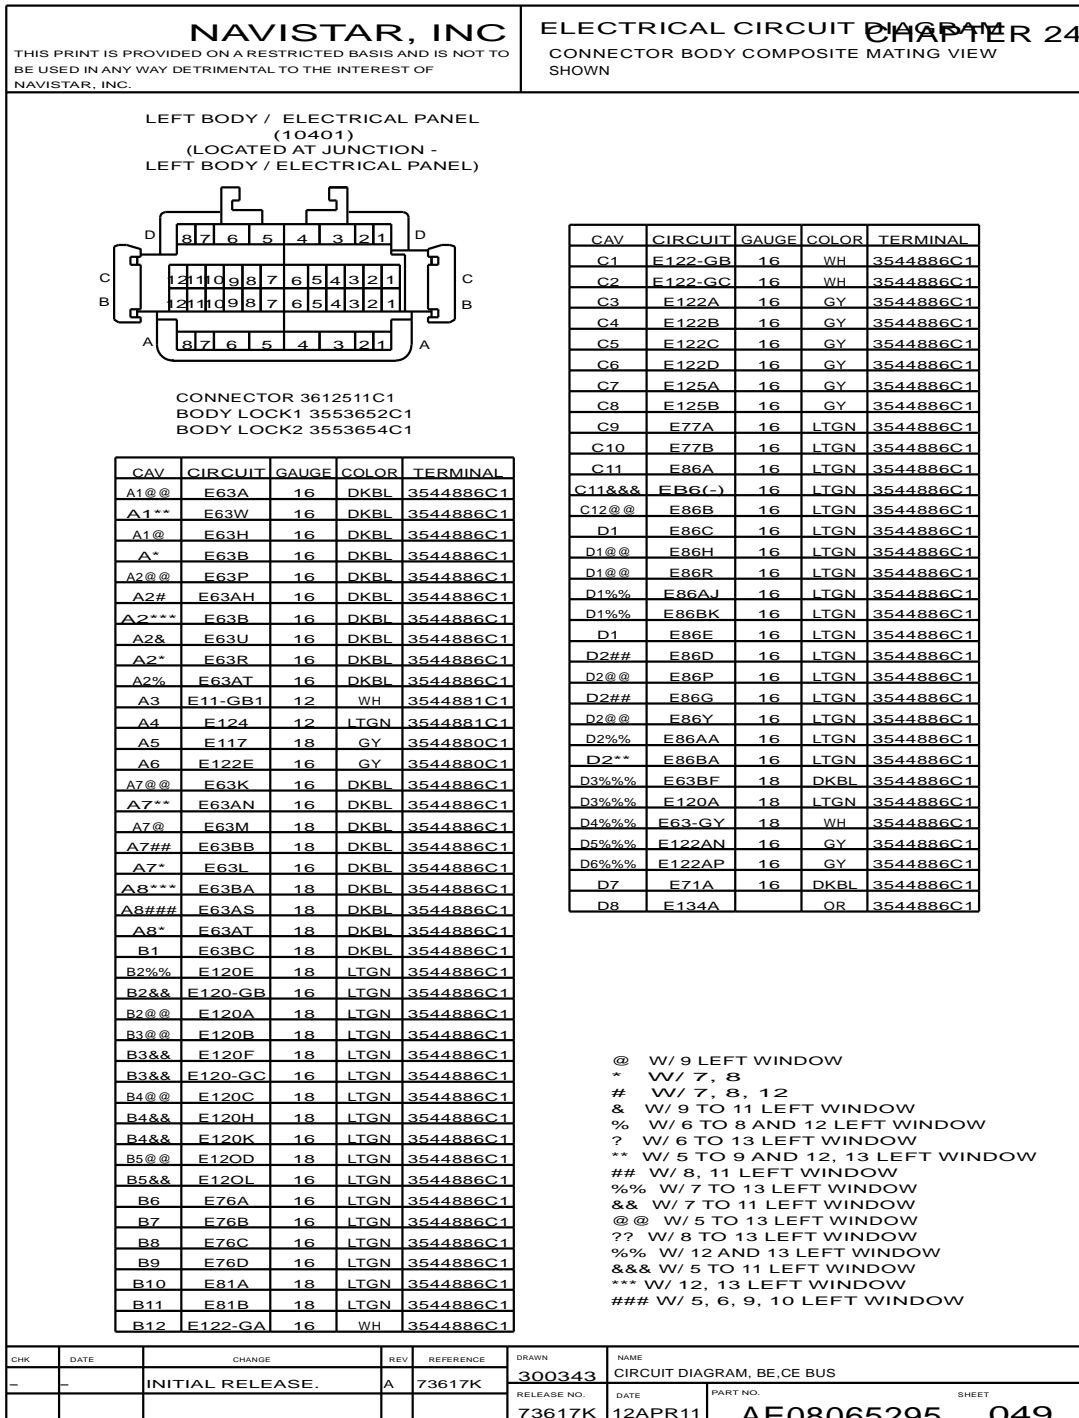 NAVISTAR, INC
THIS PRINT IS PROVIDED ON A RESTRICTED BASIS AND IS NOT TO
BE USED IN ANY WAY DETRIMENTAL TO THE INTEREST OF
NAVISTAR, INC.
ELECTRICAL CIRCUIT DIAGRAM
CHAPTER 24
CONNECTOR BODY COMPOSITE MATING VIEW
SHOWN
LEFT BODY / ELECTRICAL PANEL
(10401)
(LOCATED AT JUNCTION -
LEFT BODY / ELECTRICAL PANEL)
D 8 7 6 5 4 3 2 1 D
C 12 11 10 9 8 7 6 5 4 3 2 1 C
B 12 11 10 9 8 7 6 5 4 3 2 1 B
A 8 7 6 5 4 3 2 1 A
CONNECTOR 3612511C1
BODY LOCK1 3553652C1
BODY LOCK2 3553654C1
CAV CIRCUIT GAUGE COLOR TERMINAL
A1@@ E63A 16 DKBL 3544886C1
A1** E63W 16 DKBL 3544886C1
A1@ E63H 16 DKBL 3544886C1
A* E63B 16 DKBL 3544886C1
A2@@ E63P 16 DKBL 3544886C1
A2# E63AH 16 DKBL 3544886C1
A2*** E63B 16 DKBL 3544886C1
A2& E63U 16 DKBL 3544886C1
A2* E63R 16 DKBL 3544886C1
A2% E63AT 16 DKBL 3544886C1
A3 E11-GB1 12 WH 3544881C1
A4 E124 12 LTGN 3544881C1
A5 E117 18 GY 3544880C1
A6 E122E 16 GY 3544880C1
A7@@ E63K 16 DKBL 3544886C1
A7** E63AN 16 DKBL 3544886C1
A7@ E63M 18 DKBL 3544886C1
A7## E63BB 18 DKBL 3544886C1
A7* E63L 16 DKBL 3544886C1
A8*** E63BA 18 DKBL 3544886C1
A8### E63AS 18 DKBL 3544886C1
A8* E63AT 18 DKBL 3544886C1
B1 E63BC 18 DKBL 3544886C1
B2%% E120E 18 LTGN 3544886C1
B2&& E120-GB 16 LTGN 3544886C1
B2@@ E120A 18 LTGN 3544886C1
B3@@ E120B 18 LTGN 3544886C1
B3&& E120F 18 LTGN 3544886C1
B3&& E120-GC 16 LTGN 3544886C1
B4@@ E120C 18 LTGN 3544886C1
B4&& E120H 18 LTGN 3544886C1
B4&& E120K 16 LTGN 3544886C1
B5@@ E12OD 18 LTGN 3544886C1
B5&& E12OL 16 LTGN 3544886C1
B6 E76A 16 LTGN 3544886C1
B7 E76B 16 LTGN 3544886C1
B8 E76C 16 LTGN 3544886C1
B9 E76D 16 LTGN 3544886C1
B10 E81A 18 LTGN 3544886C1
B11 E81B 18 LTGN 3544886C1
B12 E122-GA 16 WH 3544886C1
CAV CIRCUIT GAUGE COLOR TERMINAL
C1 E122-GB 16 WH 3544886C1
C2 E122-GC 16 WH 3544886C1
C3 E122A 16 GY 3544886C1
C4 E122B 16 GY 3544886C1
C5 E122C 16 GY 3544886C1
C6 E122D 16 GY 3544886C1
C7 E125A 16 GY 3544886C1
C8 E125B 16 GY 3544886C1
C9 E77A 16 LTGN 3544886C1
C10 E77B 16 LTGN 3544886C1
C11 E86A 16 LTGN 3544886C1
C11&&& EB6(-) 16 LTGN 3544886C1
C12@@ E86B 16 LTGN 3544886C1
D1 E86C 16 LTGN 3544886C1
D1@@ E86H 16 LTGN 3544886C1
D1@@ E86R 16 LTGN 3544886C1
D1%% E86AJ 16 LTGN 3544886C1
D1%% E86BK 16 LTGN 3544886C1
D1 E86E 16 LTGN 3544886C1
D2## E86D 16 LTGN 3544886C1
D2@@ E86P 16 LTGN 3544886C1
D2## E86G 16 LTGN 3544886C1
D2@@ E86Y 16 LTGN 3544886C1
D2%% E86AA 16 LTGN 3544886C1
D2** E86BA 16 LTGN 3544886C1
D3%%% E63BF 18 DKBL 3544886C1
D3%%% E120A 18 LTGN 3544886C1
D4%%% E63-GY 18 WH 3544886C1
D5%%% E122AN 16 GY 3544886C1
D6%%% E122AP 16 GY 3544886C1
D7 E71A 16 DKBL 3544886C1
D8 E134A OR 3544886C1
@ W/ 9 LEFT WINDOW
* W/ 7, 8
# W/ 7, 8, 12
& W/ 9 TO 11 LEFT WINDOW
% W/ 6 TO 8 AND 12 LEFT WINDOW
? W/ 6 TO 13 LEFT WINDOW
** W/ 5 TO 9 AND 12, 13 LEFT WINDOW
## W/ 8, 11 LEFT WINDOW
%% W/ 7 TO 13 LEFT WINDOW
&& W/ 7 TO 11 LEFT WINDOW
@@ W/ 5 TO 13 LEFT WINDOW
?? W/ 8 TO 13 LEFT WINDOW
%% W/ 12 AND 13 LEFT WINDOW
&&& W/ 5 TO 11 LEFT WINDOW
*** W/ 12, 13 LEFT WINDOW
### W/ 5, 6, 9, 10 LEFT WINDOW
CHK DATE CHANGE REV REFERENCE
– – INITIAL RELEASE. A 73617K
DRAWN 300343
NAME CIRCUIT DIAGRAM, BE,CE BUS
RELEASE NO. 73617K
DATE 12APR11
PART NO. AE08065295
SHEET 049